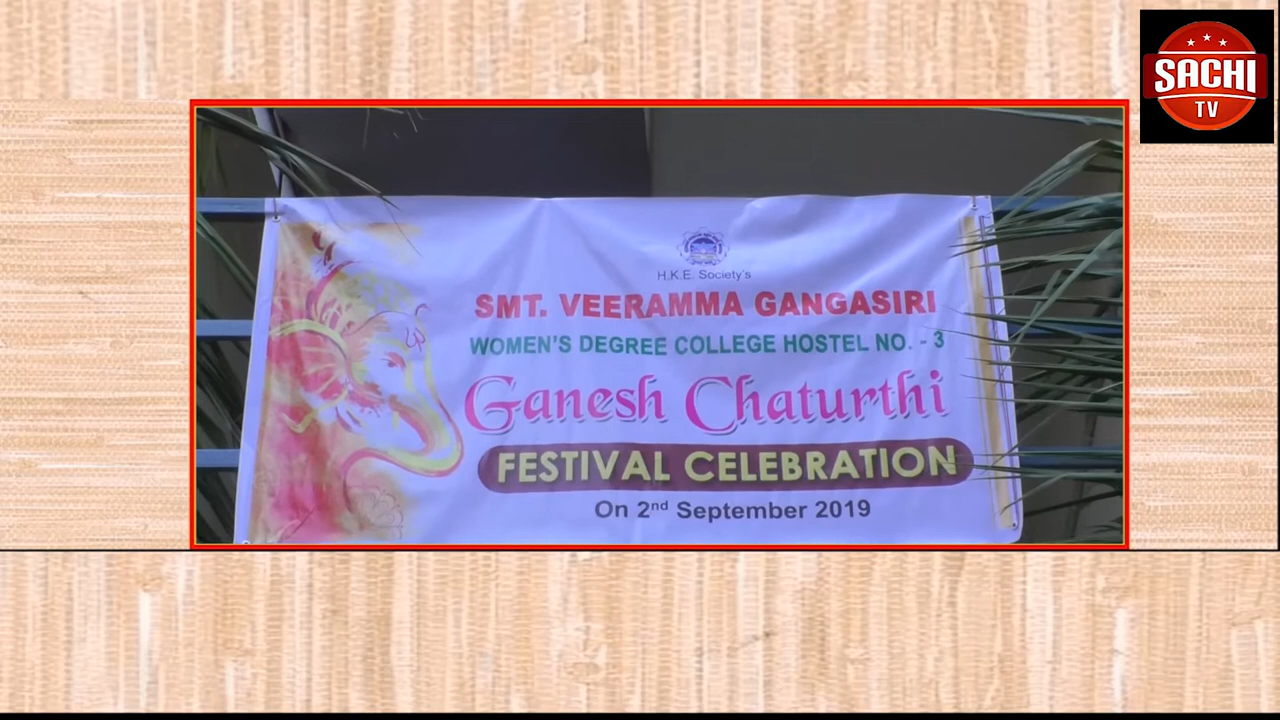 SACHI
TV
H.K.E. Society's
SMT. VEERAMMA GANGASIRI
WOMEN'S DEGREE COLLEGE HOSTEL NO. - 3
Ganesh Chaturthi
FESTIVAL CELEBRATION
On 2nd September 2019